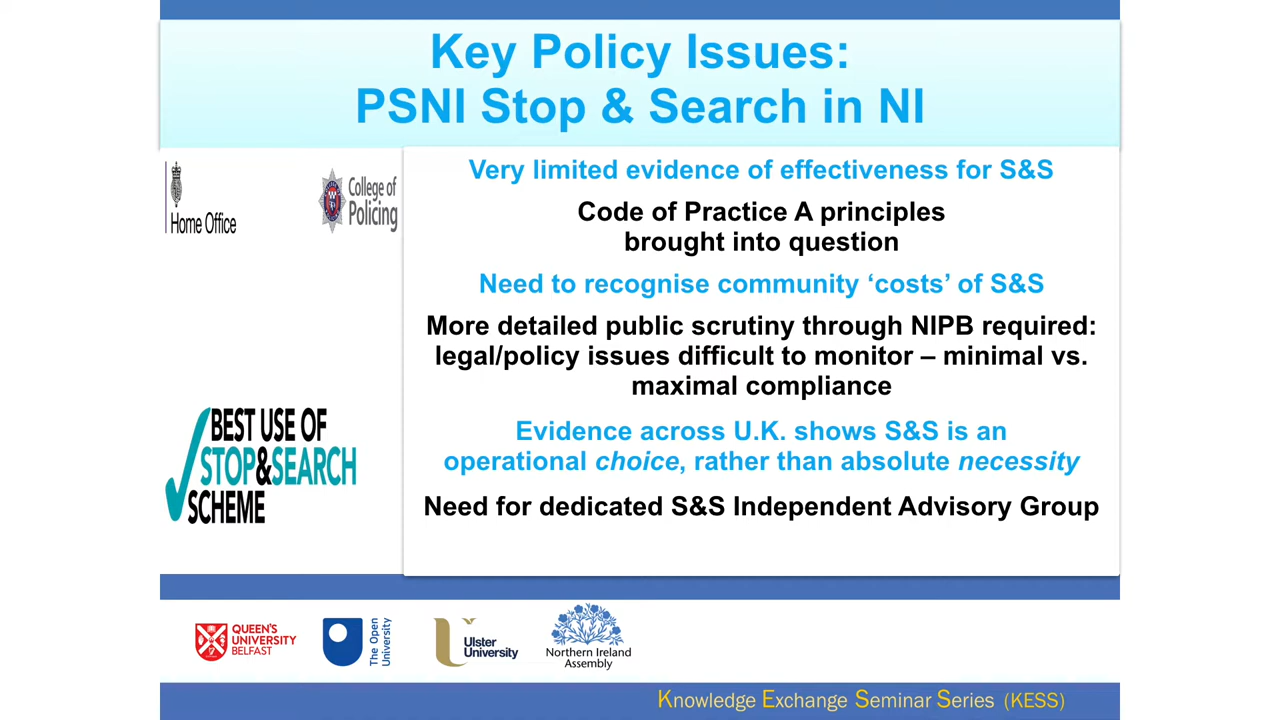 Key Policy Issues:
PSNI Stop & Search in NI
Home Office
College of
Policing
Very limited evidence of effectiveness for S&S
Code of Practice A principles
brought into question
Need to recognise community ‘costs’ of S&S
More detailed public scrutiny through NIPB required:
legal/policy issues difficult to monitor – minimal vs.
maximal compliance
Evidence across U.K. shows S&S is an
operational choice, rather than absolute necessity
Need for dedicated S&S Independent Advisory Group
BEST USE OF
STOP&SEARCH
SCHEME
QUEEN'S
UNIVERSITY
BELFAST
The Open
University
Ulster
University
Northern Ireland
Assembly
Knowledge Exchange Seminar Series (KESS)